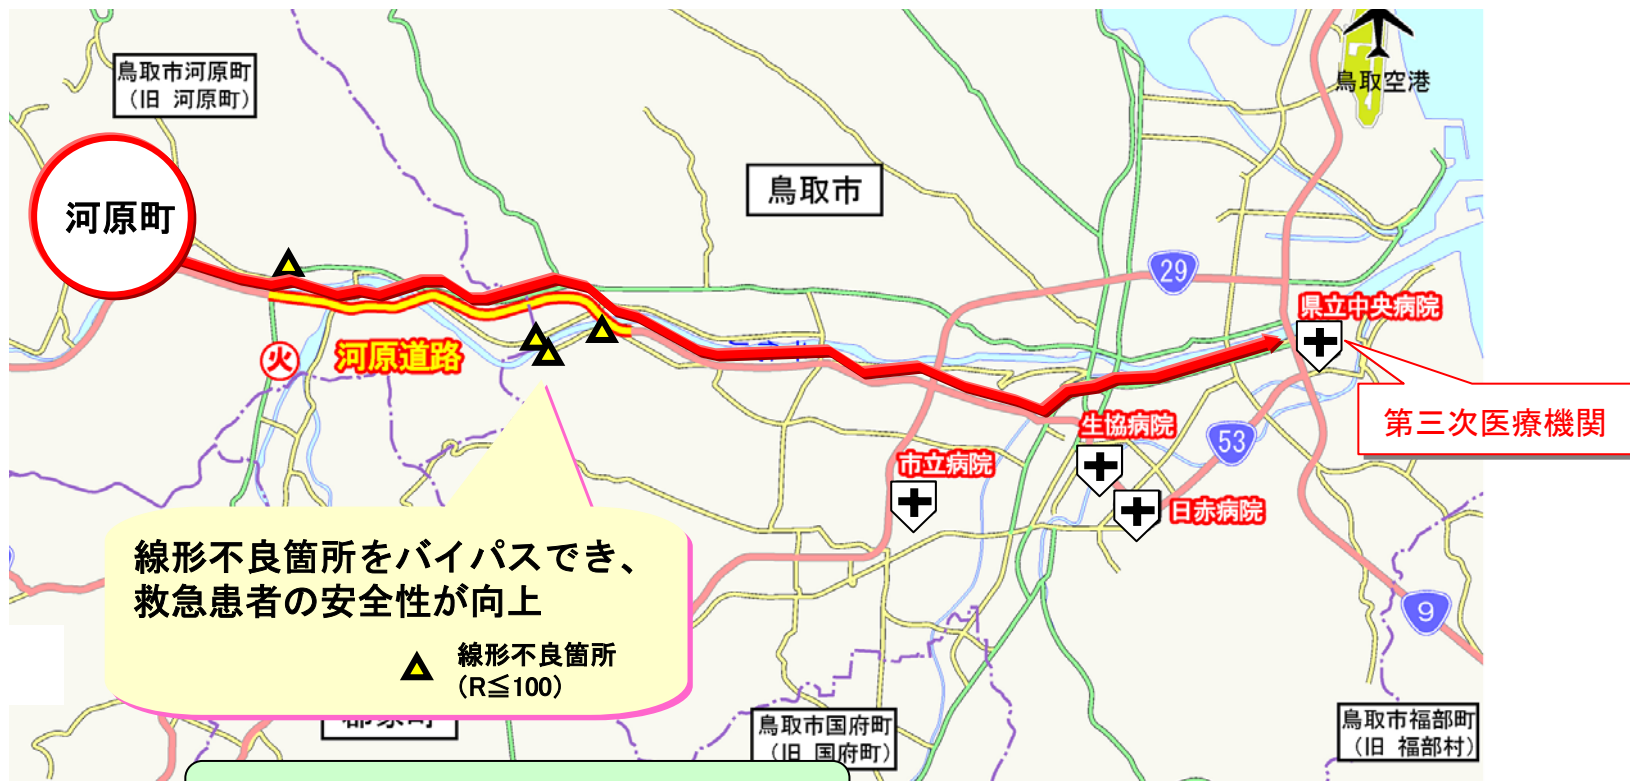 鳥取市河原町
（旧 河原町）
鳥取空港
鳥取市
河原町
29
県立中央病院
火
河原道路
第三次医療機関
生協病院
53
市立病院
日赤病院
線形不良箇所をバイパスでき、
救急患者の安全性が向上
線形不良箇所
(R≦100)
9
鳥取市国府町
（旧 国府町）
鳥取市福部町
（旧 福部村）